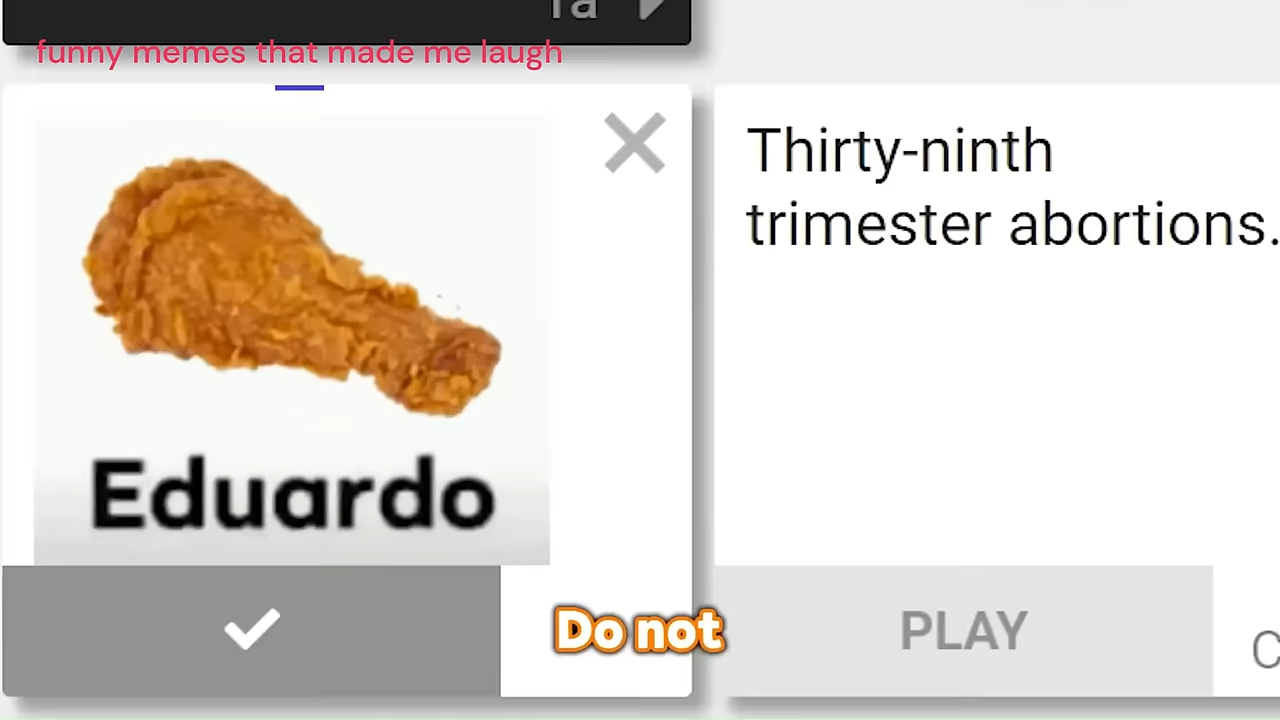 funny memes that made me laugh
Thirty-ninth
trimester abortions.
Eduardo
Do not
PLAY